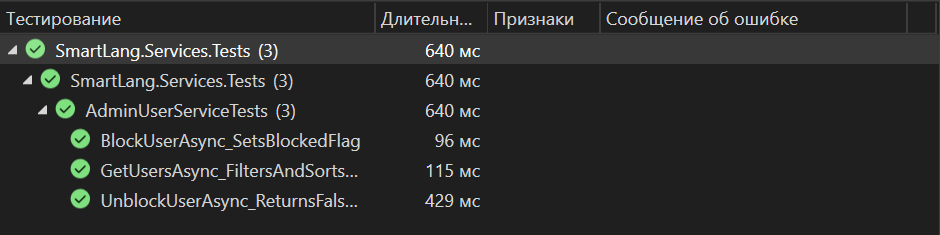 Тестирование Длительн... Признаки Сообщение об ошибке
SmartLang.Services.Tests (3) 640 мс
SmartLang.Services.Tests (3) 640 мс
AdminUserServiceTests (3) 640 мс
BlockUserAsync_SetsBlockedFlag 96 мс
GetUsersAsync_FiltersAndSorts... 115 мс
UnblockUserAsync_ReturnsFals... 429 мс